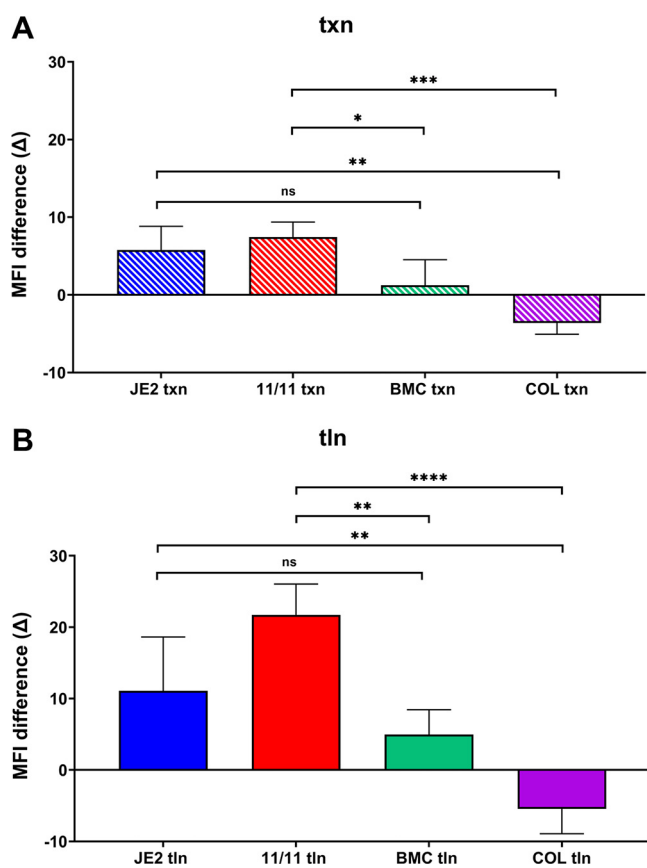 A
txn
30
***
20
*
**
ns
10
0
-10
MFI difference (Δ)
JE2 txn 11/11 txn BMC txn COL txn
B
tln
****
**
**
30
ns
20
10
0
-10
MFI difference (Δ)
JE2 tln 11/11 tln BMC tln COL tln